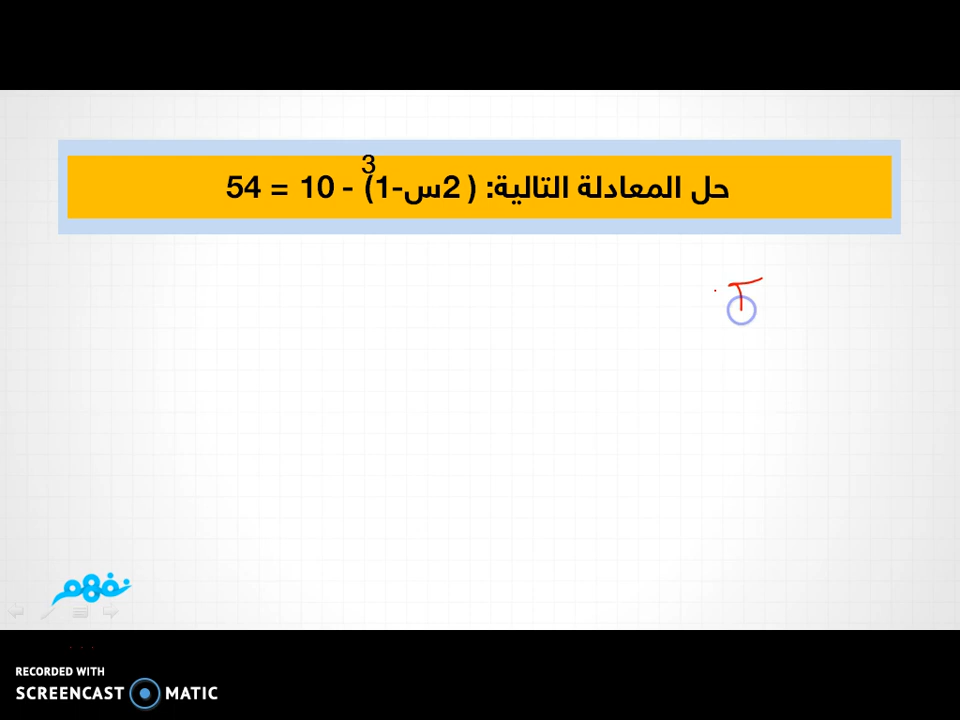 حل المعادلة التالية: ( 2س-1)³ - 10 = 54
نفهم
RECORDED WITH
SCREENCAST MATIC